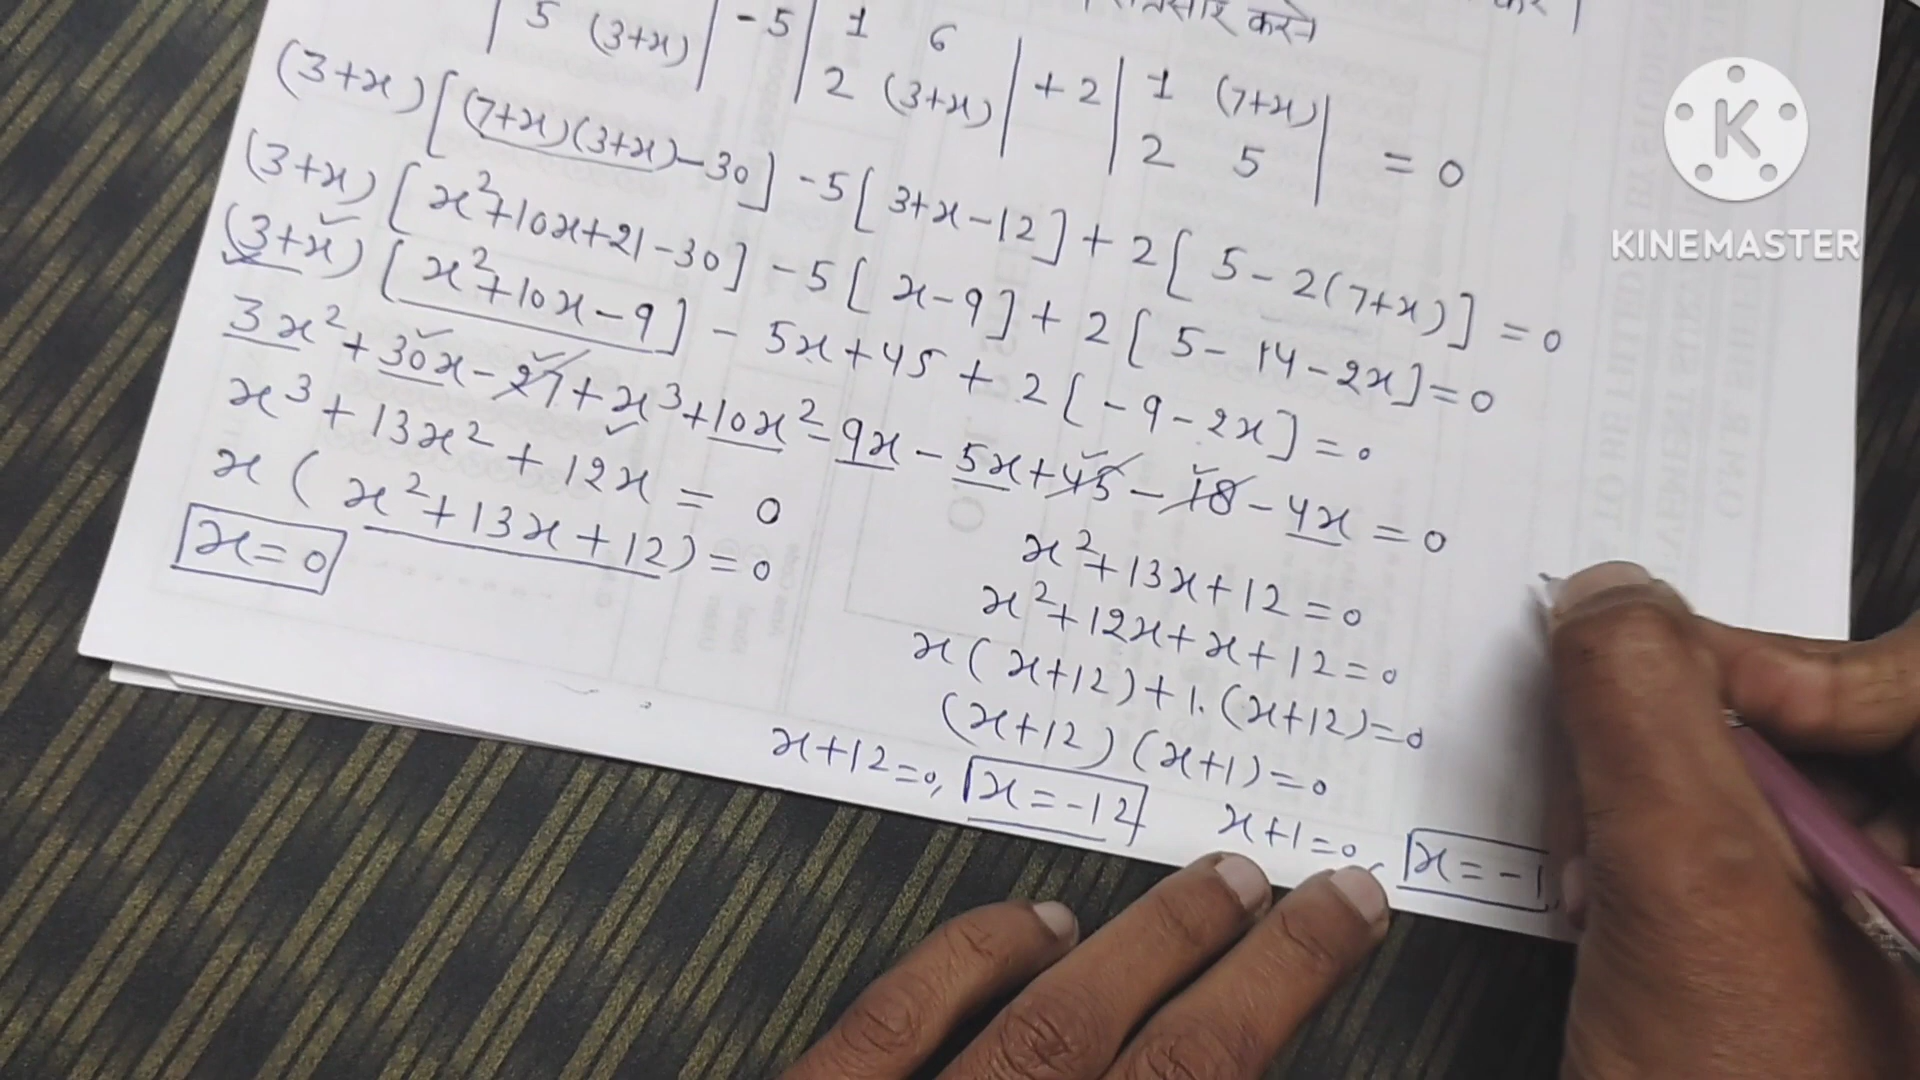 करने
| 5 (3+x) | -5 | 1 6
2 (3+x) | + 2 | 1 (7+x)
2 5 | = 0
(3+x) [(7+x)(3+x)-30] -5[3+x-12] + 2[5-2(7+x)] = 0
(3+x) [x²+10x+21-30] -5[x-9] + 2[5-14-2x] = 0
(3+x) [x²+10x-9] - 5x+45 + 2[-9-2x] = 0
3x² + 30x - 27 + x³ + 10x² - 9x - 5x + 45 - 18 - 4x = 0
x³ + 13x² + 12x = 0
x (x²+13x+12) = 0
x = 0
x²+13x+12 = 0
x²+12x+x+12 = 0
x(x+12)+1.(x+12) = 0
(x+12)(x+1) = 0
x+12=0, x=-12 x+1=0, x=-1
K
KINEMASTER